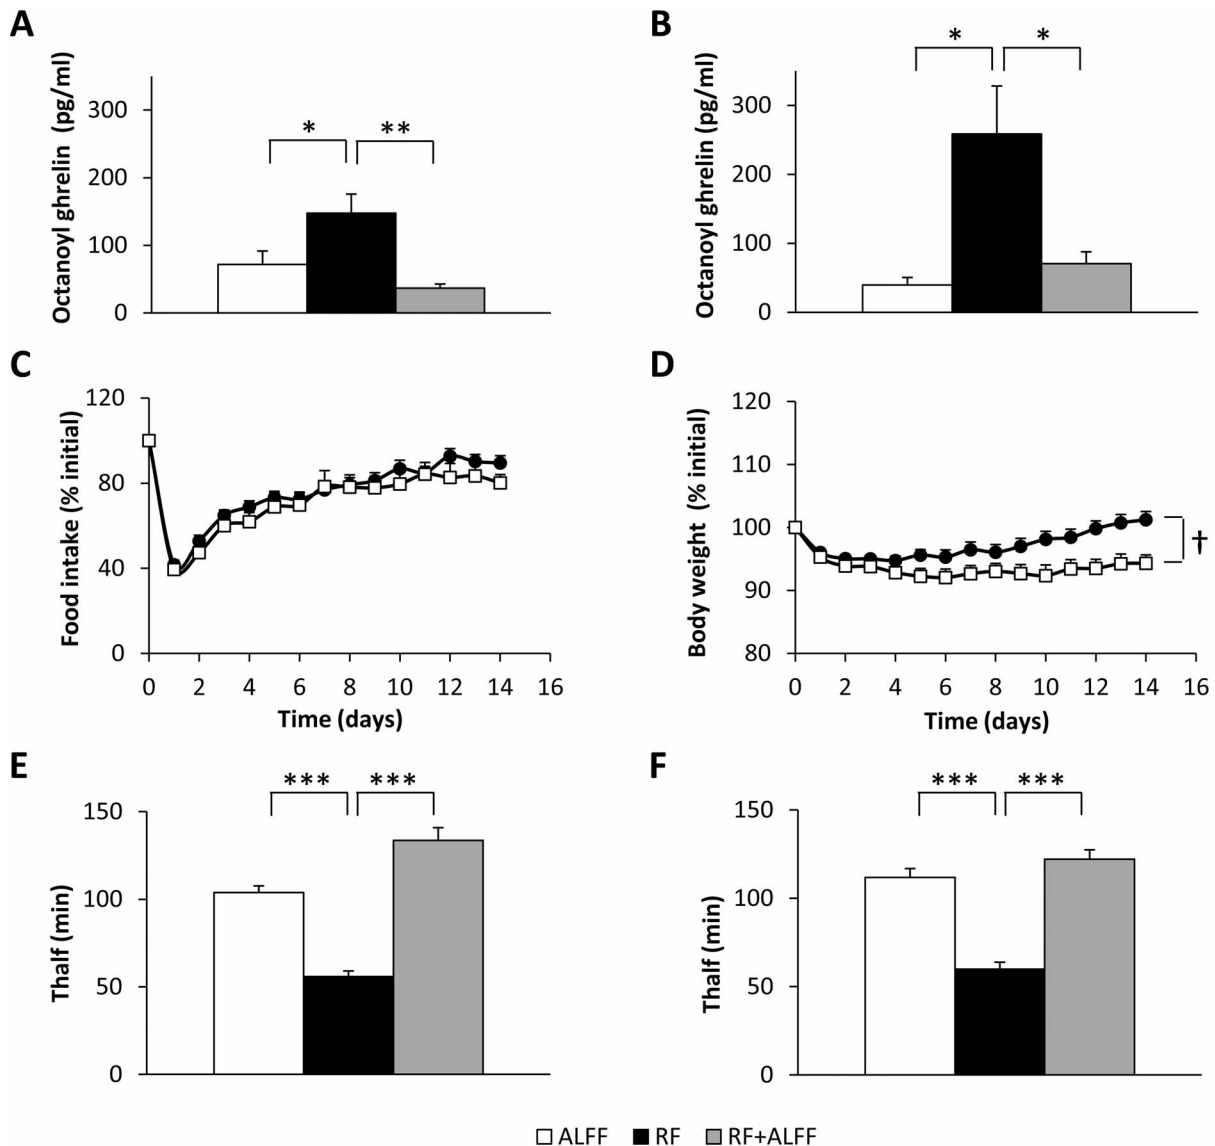 A
Octanoyl ghrelin (pg/ml)
300
200
100
0
*
**
B
Octanoyl ghrelin (pg/ml)
300
200
100
0
*
*
C
Food intake (% initial)
120
80
40
0
0 2 4 6 8 10 12 14 16
Time (days)
D
Body weight (% initial)
120
110
100
90
80
†
0 2 4 6 8 10 12 14 16
Time (days)
E
Thalf (min)
150
100
50
0
***
***
F
Thalf (min)
150
100
50
0
***
***
ALFF RF RF+ALFF